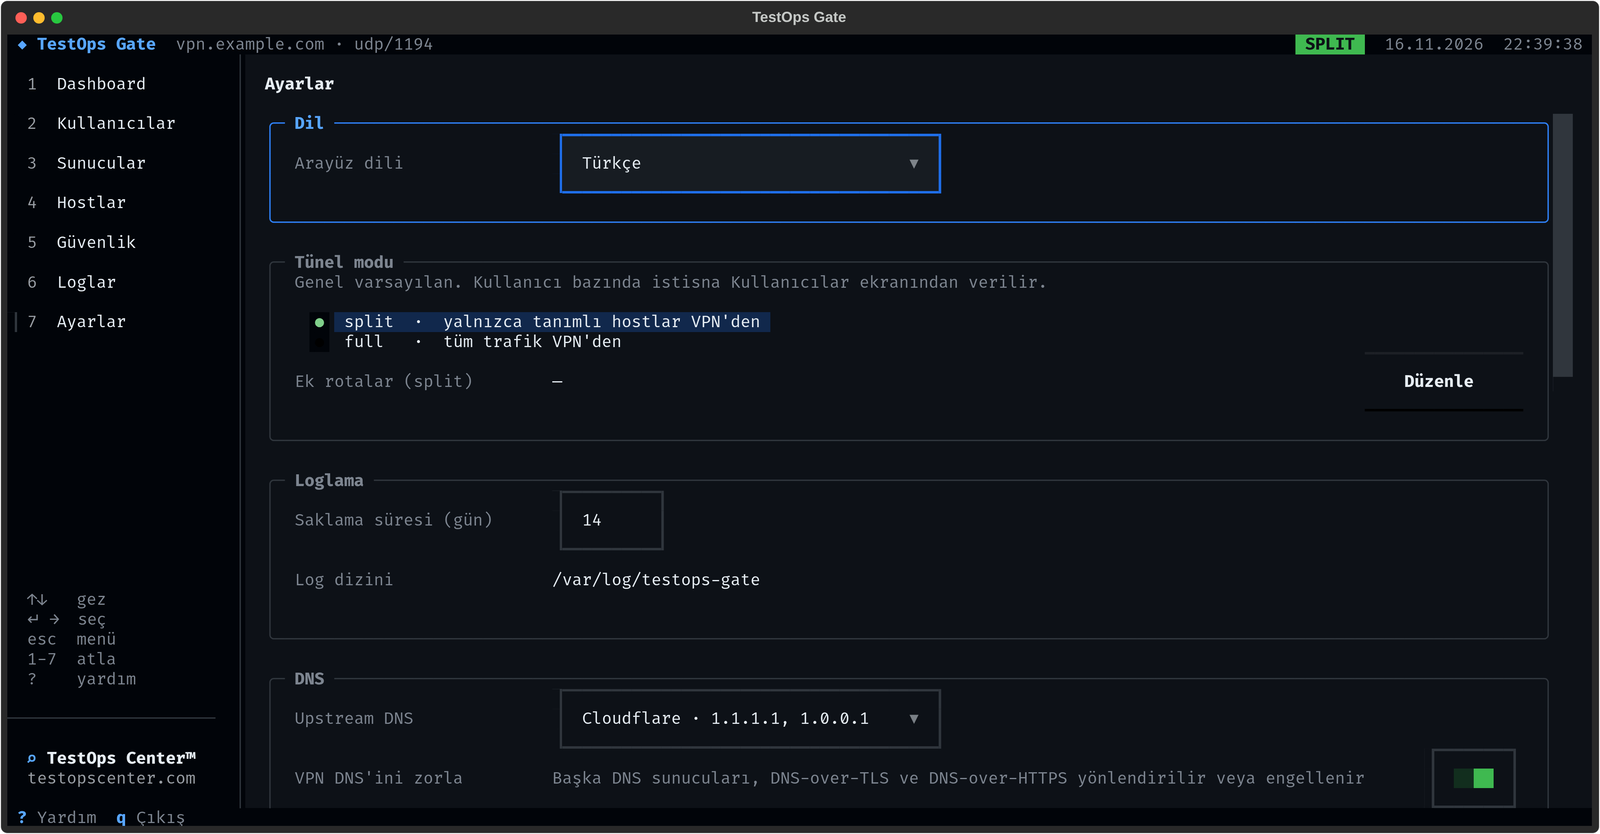 TestOps Gate
◆ TestOps Gate vpn.example.com · udp/1194 SPLIT 16.11.2026 22:39:38
1 Dashboard
2 Kullanıcılar
3 Sunucular
4 Hostlar
5 Güvenlik
6 Loglar
7 Ayarlar
↑↓ gez
↵ → seç
esc menü
1-7 atla
? yardım
⌕ TestOps Center™
testopscenter.com
Ayarlar
Dil
Arayüz dili Türkçe ▼
Tünel modu
Genel varsayılan. Kullanıcı bazında istisna Kullanıcılar ekranından verilir.
● split · yalnızca tanımlı hostlar VPN'den
full · tüm trafik VPN'den
Ek rotalar (split) — Düzenle
Loglama
Saklama süresi (gün) 14
Log dizini /var/log/testops-gate
DNS
Upstream DNS Cloudflare · 1.1.1.1, 1.0.0.1 ▼
VPN DNS'ini zorla Başka DNS sunucuları, DNS-over-TLS ve DNS-over-HTTPS yönlendirilir veya engellenir
? Yardım q Çıkış